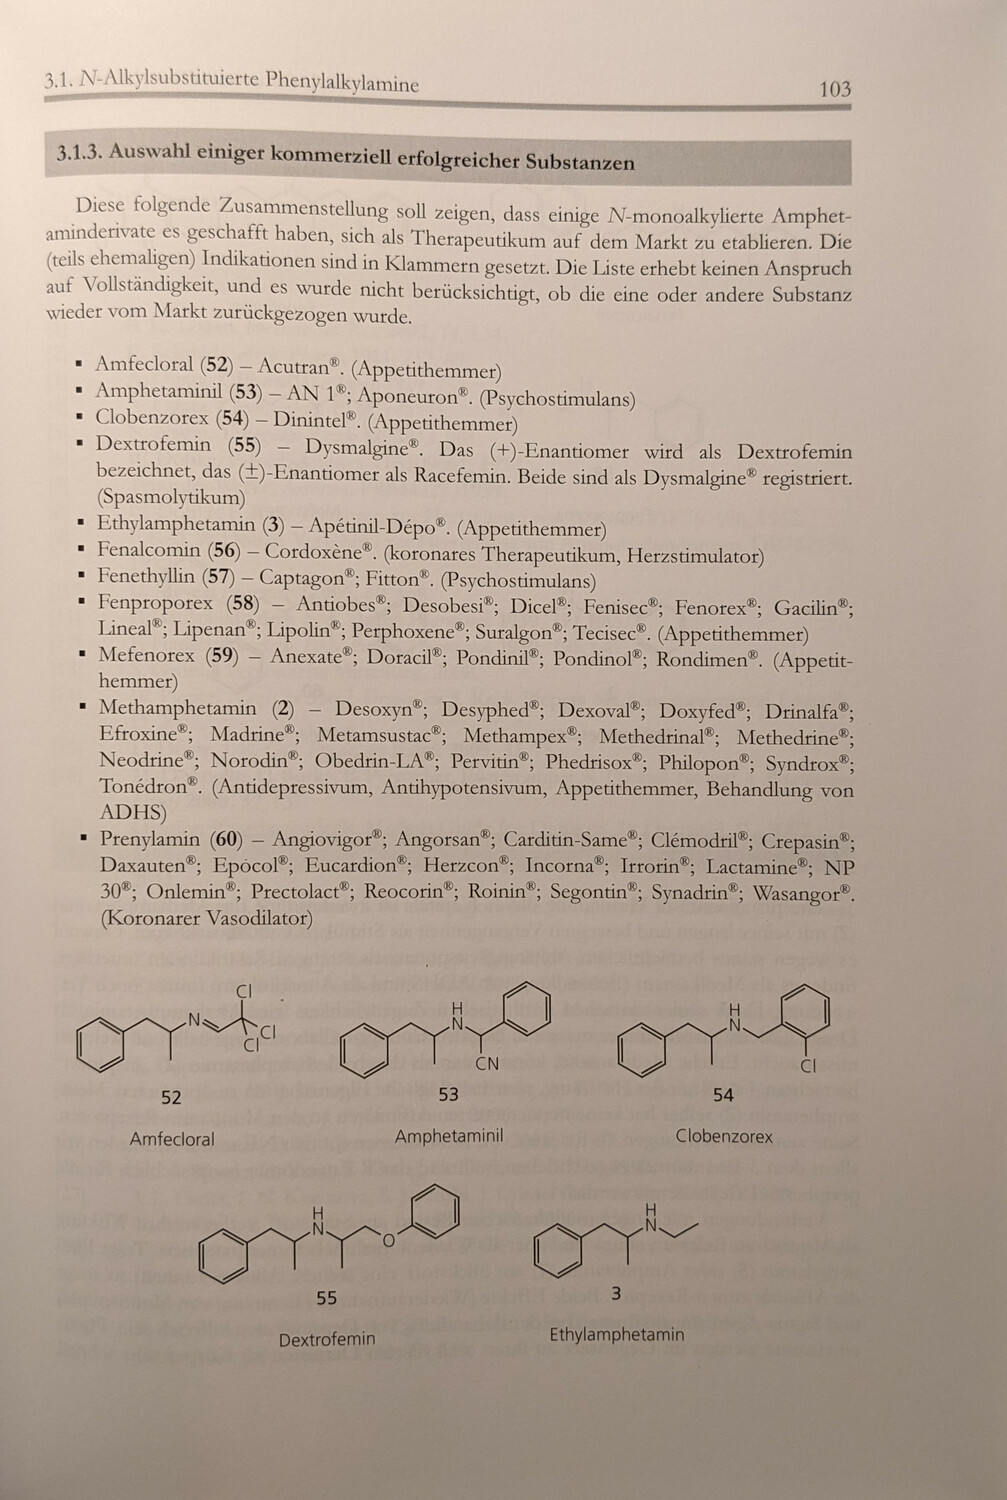 3.1. N-Alkylsubstituierte Phenylalkylamine 103
3.1.3. Auswahl einiger kommerziell erfolgreicher Substanzen
Diese folgende Zusammenstellung soll zeigen, dass einige N-monoalkylierte Amphet-
aminderivate es geschafft haben, sich als Therapeutikum auf dem Markt zu etablieren. Die
(teils ehemaligen) Indikationen sind in Klammern gesetzt. Die Liste erhebt keinen Anspruch
auf Vollständigkeit, und es wurde nicht berücksichtigt, ob die eine oder andere Substanz
wieder vom Markt zurückgezogen wurde.
▪ Amfecloral (52) – Acutran®. (Appetithemmer)
▪ Amphetaminil (53) – AN 1®; Aponeuron®. (Psychostimulans)
▪ Clobenzorex (54) – Dinintel®. (Appetithemmer)
▪ Dextrofemin (55) – Dysmalgine®. Das (+)-Enantiomer wird als Dextrofemin
bezeichnet, das (±)-Enantiomer als Racefemin. Beide sind als Dysmalgine® registriert.
(Spasmolytikum)
▪ Ethylamphetamin (3) – Apétinil-Dépo®. (Appetithemmer)
▪ Fenalcomin (56) – Cordoxène®. (koronares Therapeutikum, Herzstimulator)
▪ Fenethyllin (57) – Captagon®; Fitton®. (Psychostimulans)
▪ Fenproporex (58) – Antiobes®; Desobesi®; Dicel®; Fenisec®; Fenorex®; Gacilin®;
Lineal®; Lipenan®; Lipolin®; Perphoxene®; Suralgon®; Tecisec®. (Appetithemmer)
▪ Mefenorex (59) – Anexate®; Doracil®; Pondinil®; Pondinol®; Rondimen®. (Appetit-
hemmer)
▪ Methamphetamin (2) – Desoxyn®; Desyphed®; Dexoval®; Doxyfed®; Drinalfa®;
Efroxine®; Madrine®; Metamsustac®; Methampex®; Methedrinal®; Methedrine®;
Neodrine®; Norodin®; Obedrin-LA®; Pervitin®; Phedrisox®; Philopon®; Syndrox®;
Tonédron®. (Antidepressivum, Antihypotensivum, Appetithemmer, Behandlung von
ADHS)
▪ Prenylamin (60) – Angiovigor®; Angorsan®; Carditin-Same®; Clémodril®; Crepasin®;
Daxauten®; Epocol®; Eucardion®; Herzcon®; Incorna®; Irrorin®; Lactamine®; NP
30®; Onlemin®; Prectolact®; Reocorin®; Roinin®; Segontin®; Synadrin®; Wasangor®.
(Koronarer Vasodilator)
Cl
N Cl
Cl
H
N
CN
H
N
Cl
52 53 54
Amfecloral Amphetaminil Clobenzorex
H
N
O
H
N
55 3
Dextrofemin Ethylamphetamin